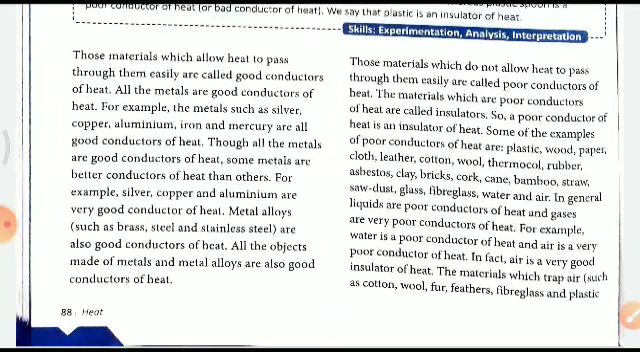 poor conductor of heat (or bad conductor of heat). We say that plastic is an insulator of heat.
Skills: Experimentation, Analysis, Interpretation
Those materials which allow heat to pass
through them easily are called good conductors
of heat. All the metals are good conductors of
heat. For example, the metals such as silver,
copper, aluminium, iron and mercury are all
good conductors of heat. Though all the metals
are good conductors of heat, some metals are
better conductors of heat than others. For
example, silver, copper and aluminium are
very good conductor of heat. Metal alloys
(such as brass, steel and stainless steel) are
also good conductors of heat. All the objects
made of metals and metal alloys are also good
conductors of heat.
Those materials which do not allow heat to pass
through them easily are called poor conductors of
heat. The materials which are poor conductors
of heat are called insulators. So, a poor conductor of
heat is an insulator of heat. Some of the examples
of poor conductors of heat are: plastic, wood, paper,
cloth, leather, cotton, wool, thermocol, rubber,
asbestos, clay, bricks, cork, cane, bamboo, straw,
saw-dust, glass, fibreglass, water and air. In general
liquids are poor conductors of heat and gases
are very poor conductors of heat. For example,
water is a poor conductor of heat and air is a very
poor conductor of heat. In fact, air is a very good
insulator of heat. The materials which trap air (such
as cotton, wool, fur, feathers, fibreglass and plastic
88 Heat